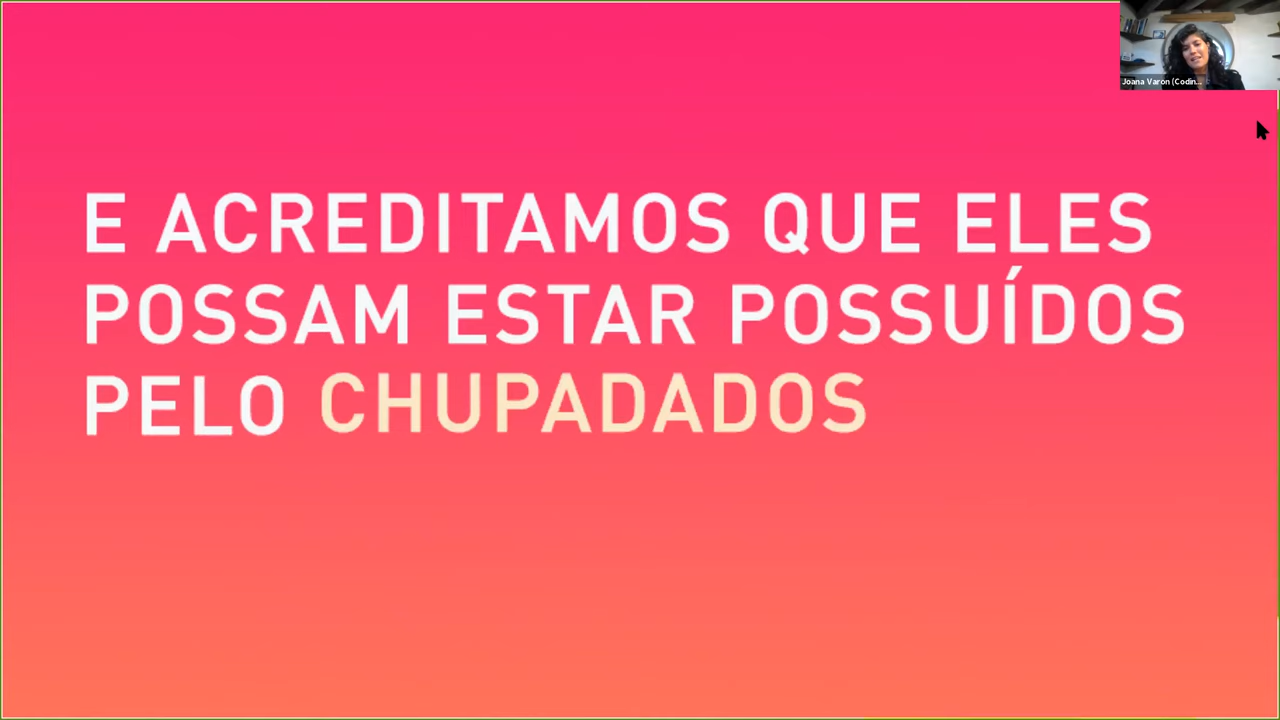 Joana Varon (Codin...
E ACREDITAMOS QUE ELES
POSSAM ESTAR POSSUÍDOS
PELO CHUPADADOS